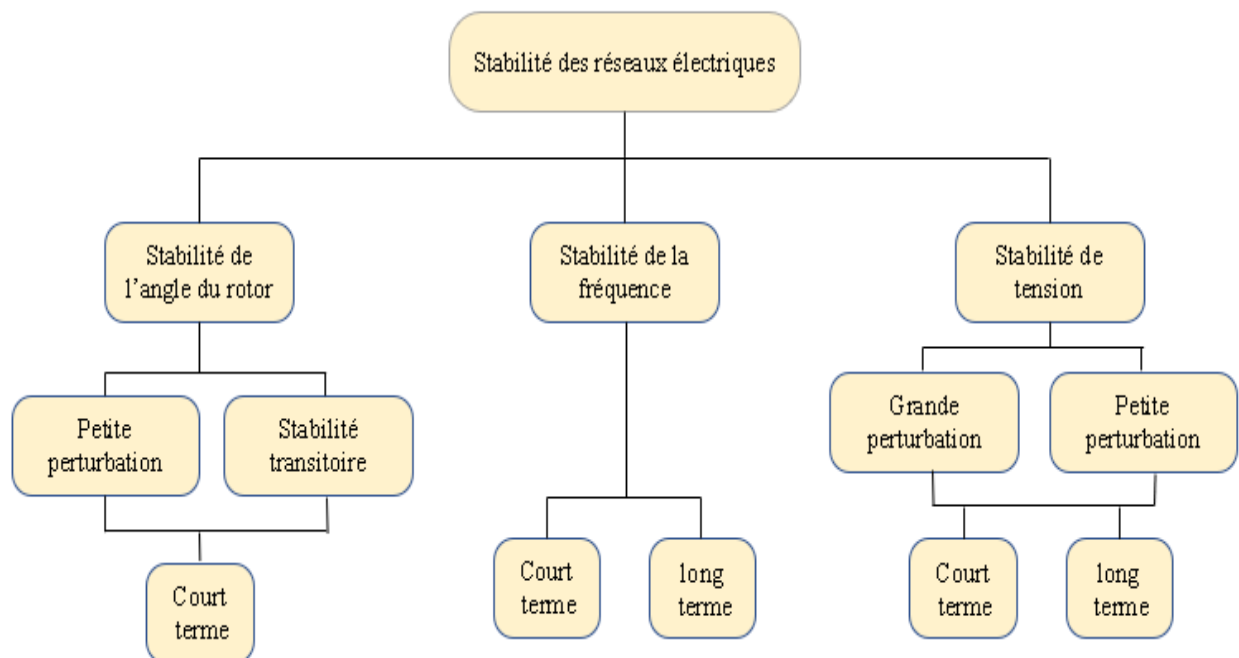 Stabilité des réseaux électriques
Stabilité de
l'angle du rotor
Stabilité de la
fréquence
Stabilité de
tension
Petite
perturbation
Stabilité
transitoire
Grande
perturbation
Petite
perturbation
Court
terme
Court
terme
long
terme
Court
terme
long
terme